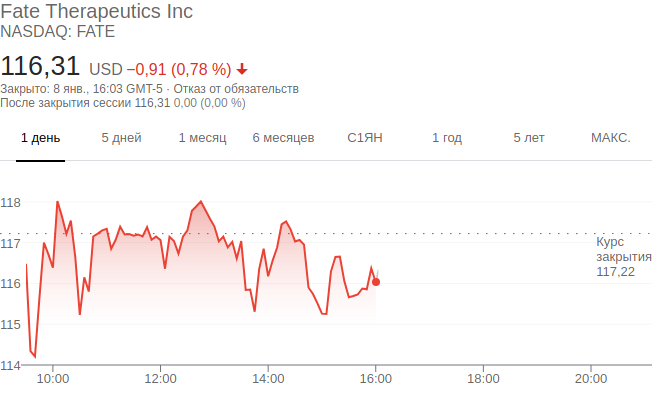 Fate Therapeutics Inc
NASDAQ: FATE
116,31 USD −0,91 (0,78 %)
Закрыто: 8 янв., 16:03 GMT-5 · Отказ от обязательств
После закрытия сессии 116,31 0,00 (0,00 %)
1 день 5 дней 1 месяц 6 месяцев С1ЯН 1 год 5 лет МАКС.
118
117
116
115
114
Курс
закрытия
117,22
10:00 12:00 14:00 16:00 18:00 20:00